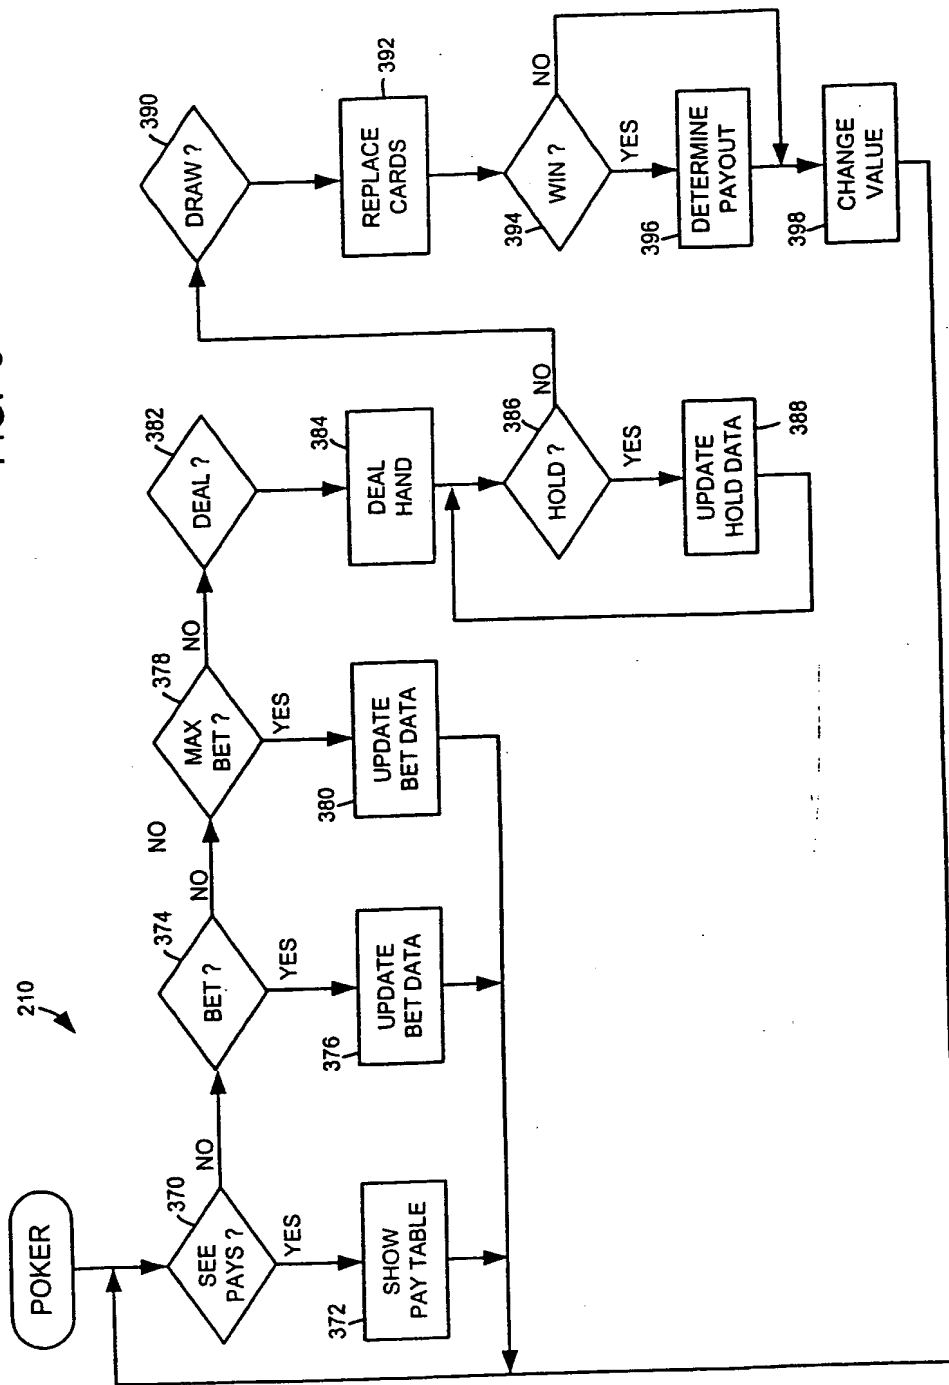 210
POKER
370
SEE
PAYS ?
NO
YES
372
SHOW
PAY TABLE
374
BET ?
NO
NO
YES
376
UPDATE
BET DATA
378
MAX
BET ?
NO
YES
380
UPDATE
BET DATA
382
DEAL ?
384
DEAL
HAND
386
HOLD ?
NO
YES
388
UPDATE
HOLD DATA
390
DRAW ?
392
REPLACE
CARDS
394
WIN ?
NO
YES
396
DETERMINE
PAYOUT
398
CHANGE
VALUE